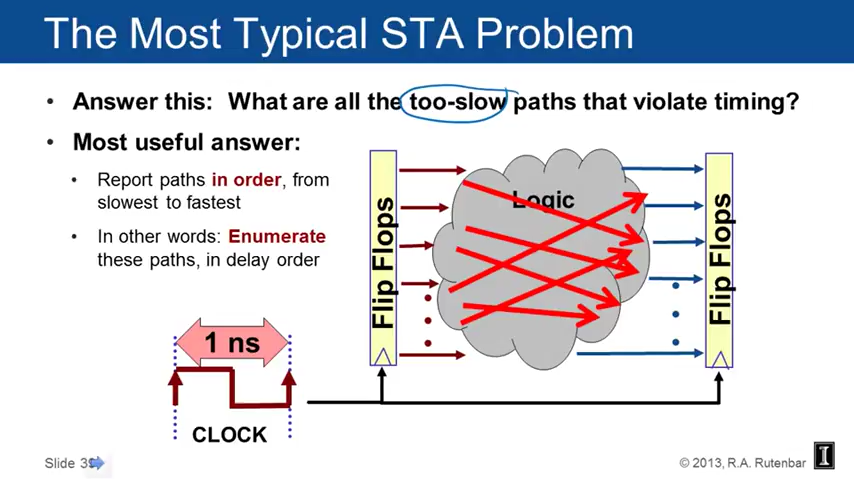 The Most Typical STA Problem
• Answer this: What are all the too-slow paths that violate timing?
• Most useful answer:
• Report paths in order, from
slowest to fastest
• In other words: Enumerate
these paths, in delay order
Flip Flops
Logic
Flip Flops
1 ns
CLOCK
Slide 39
© 2013, R.A. Rutenbar
I